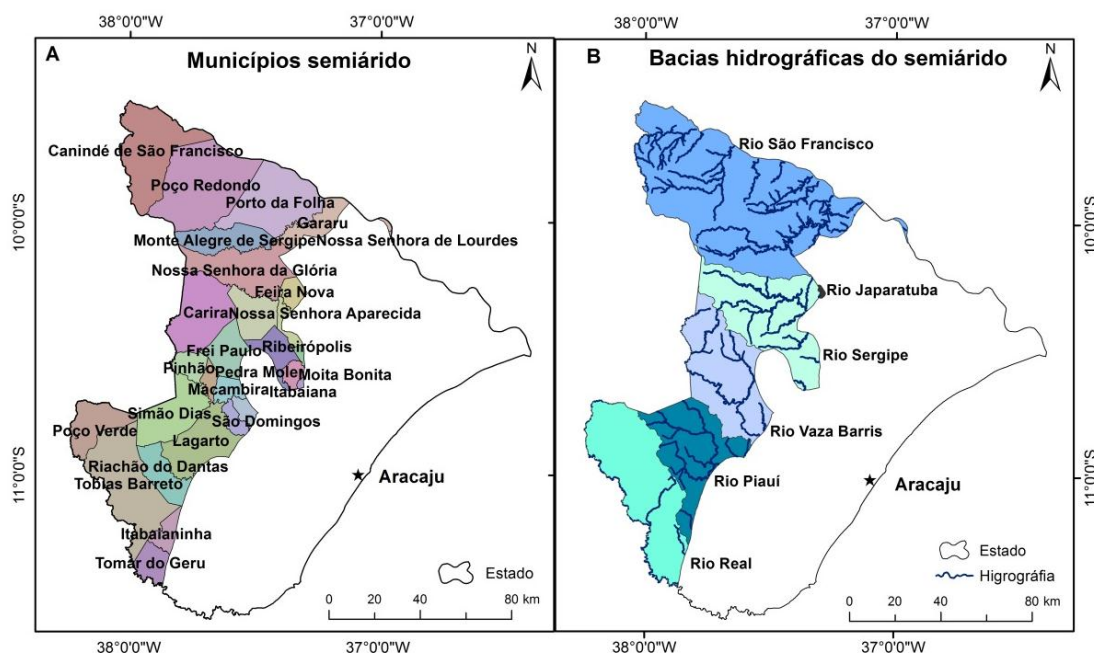 38°0'0"W
37°0'0"W
A
Municípios semiárido
N
Canindé de São Francisco
Poço Redondo
Porto da Folha
Gararu
Monte Alegre de Sergipe
Nossa Senhora de Lourdes
Nossa Senhora da Glória
Feira Nova
Carira
Nossa Senhora Aparecida
Frei Paulo
Ribeirópolis
Pinhão
Pedra Mole
Moita Bonita
Macambira
Itabaiana
Simão Dias
São Domingos
Poço Verde
Lagarto
Riachão do Dantas
Tobias Barreto
Aracaju
Itabaianinha
Tomar do Geru
Estado
0 20 40 80 km
10°0'0"S
11°0'0"S
38°0'0"W
37°0'0"W
38°0'0"W
37°0'0"W
B
Bacias hidrográficas do semiárido
N
Rio São Francisco
Rio Japaratuba
Rio Sergipe
Rio Vaza Barris
Rio Piauí
Aracaju
Rio Real
Estado
Higrográfia
0 20 40 80 km
10°0'0"S
11°0'0"S
38°0'0"W
37°0'0"W